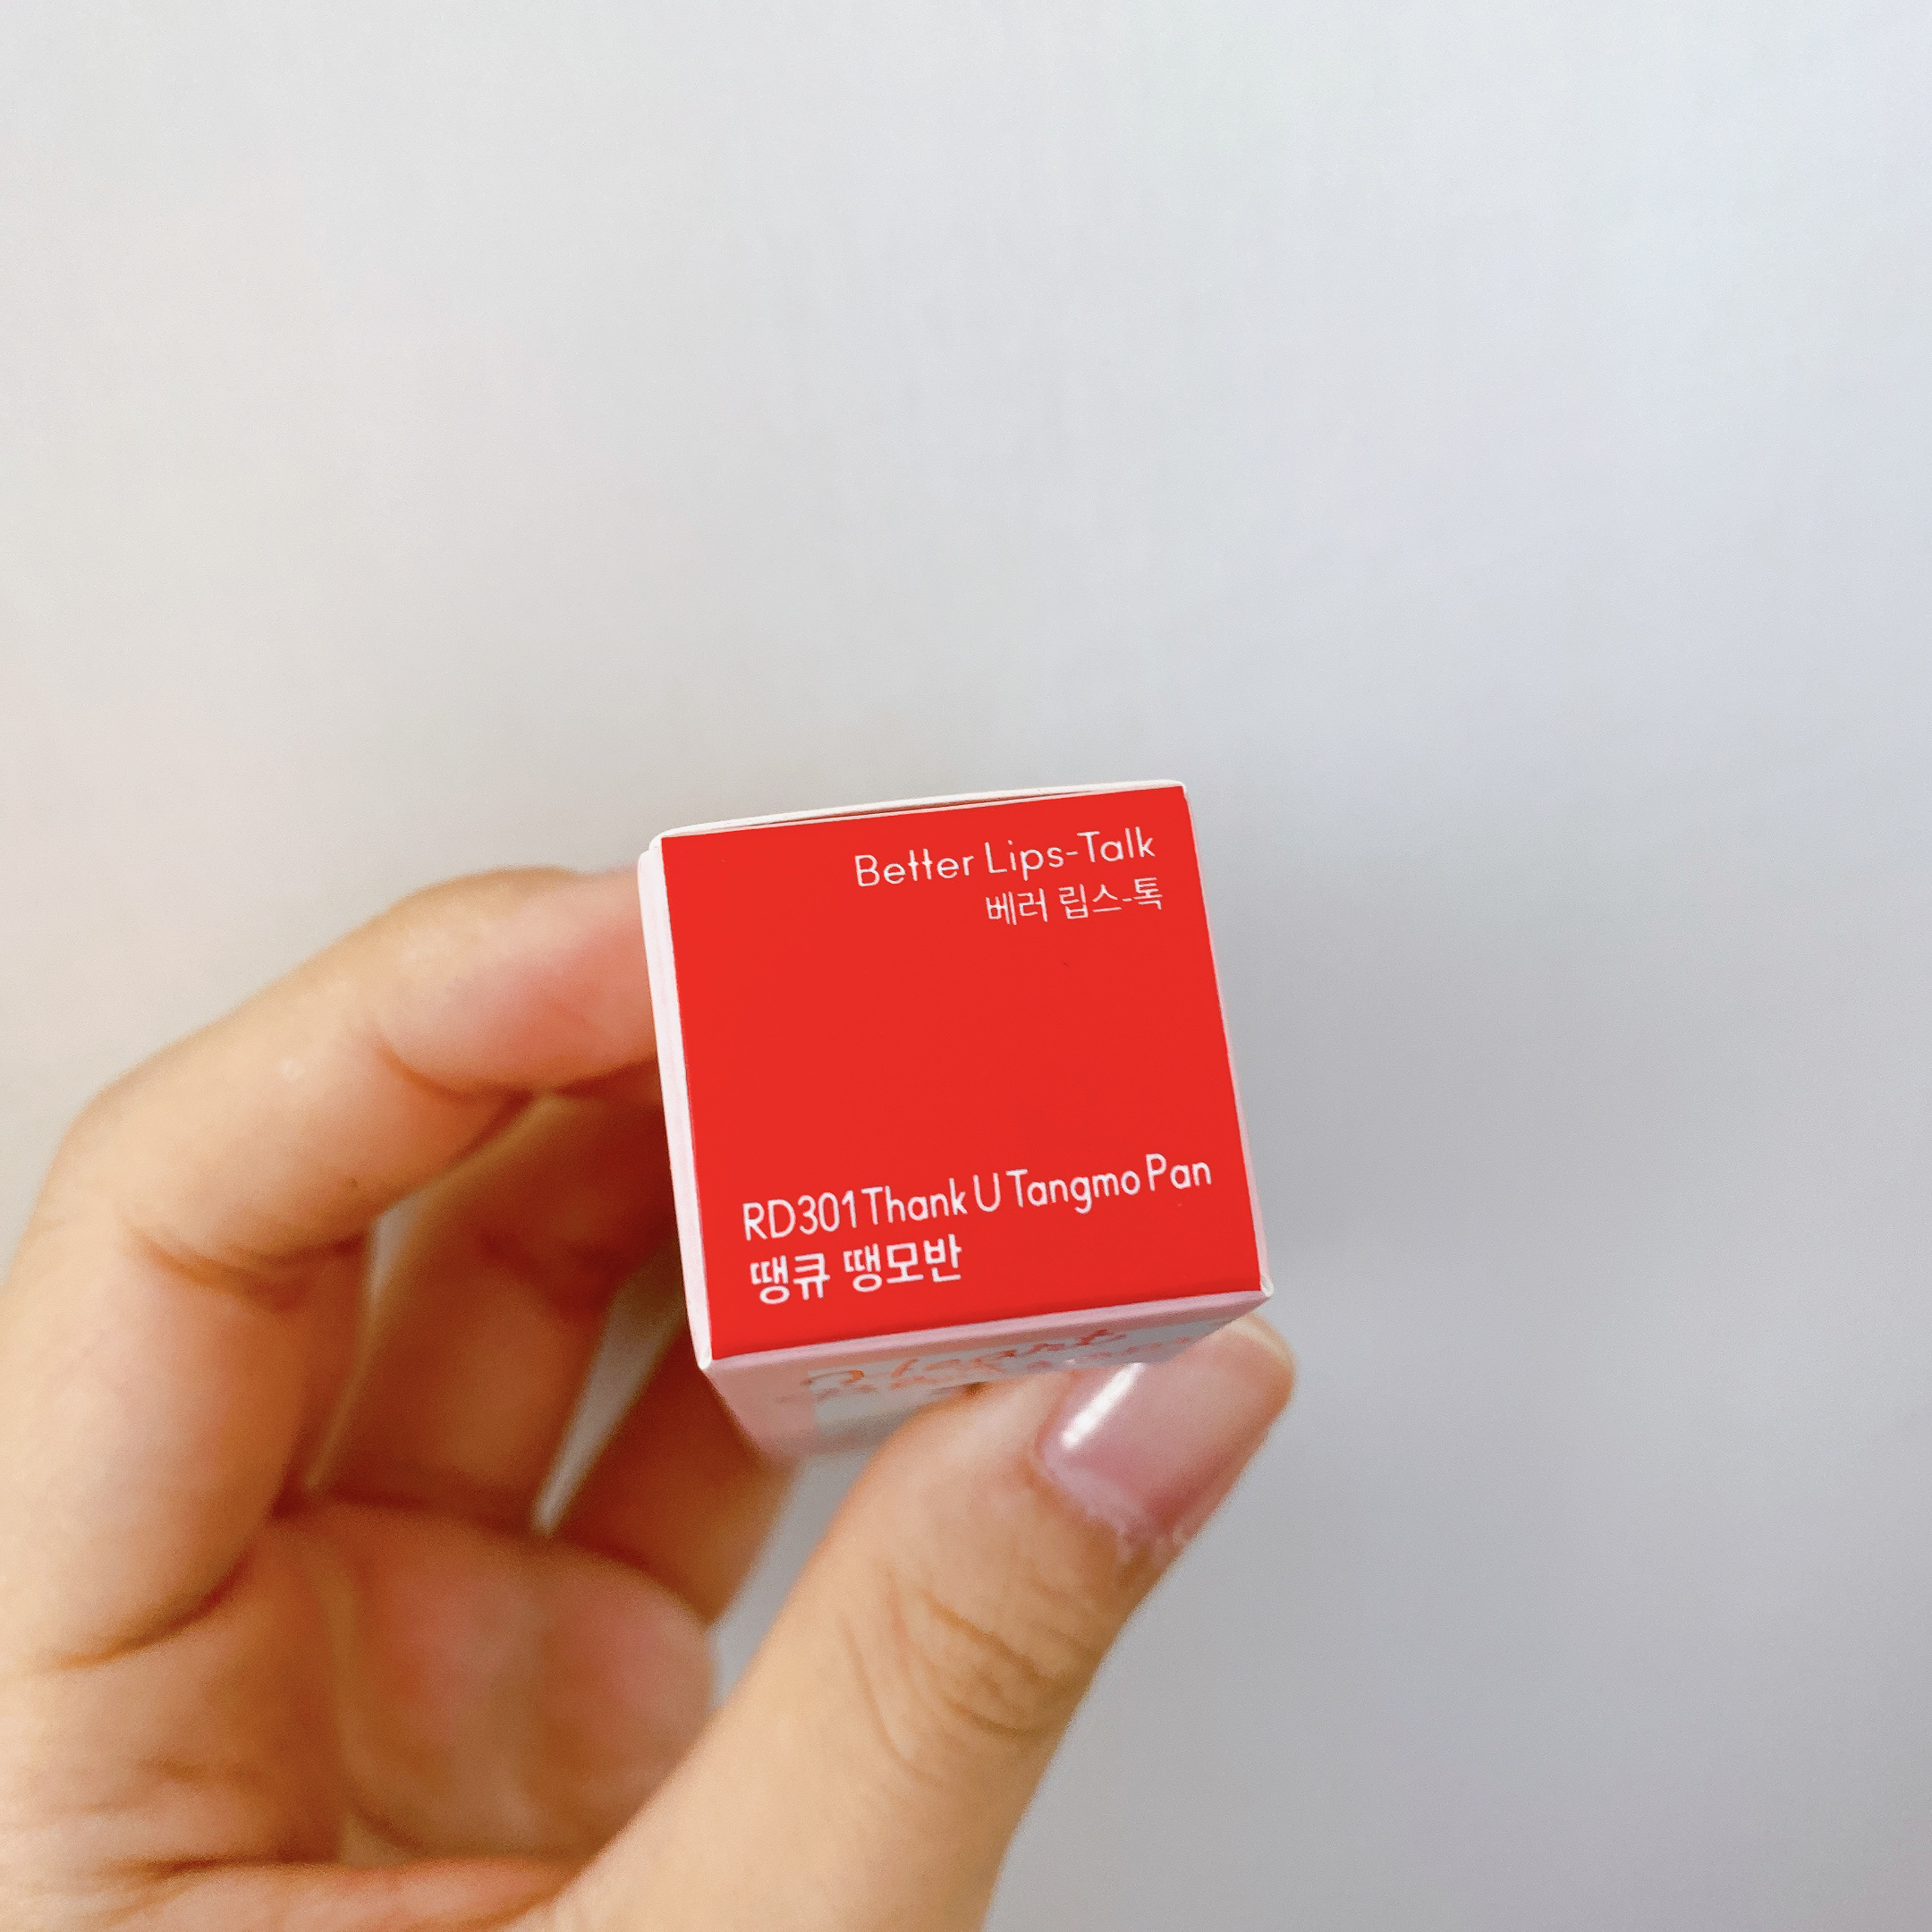 Better Lips-Talk
베러 립스-톡
RD301 Thank U Tangmo Pan
땡큐 땡모반